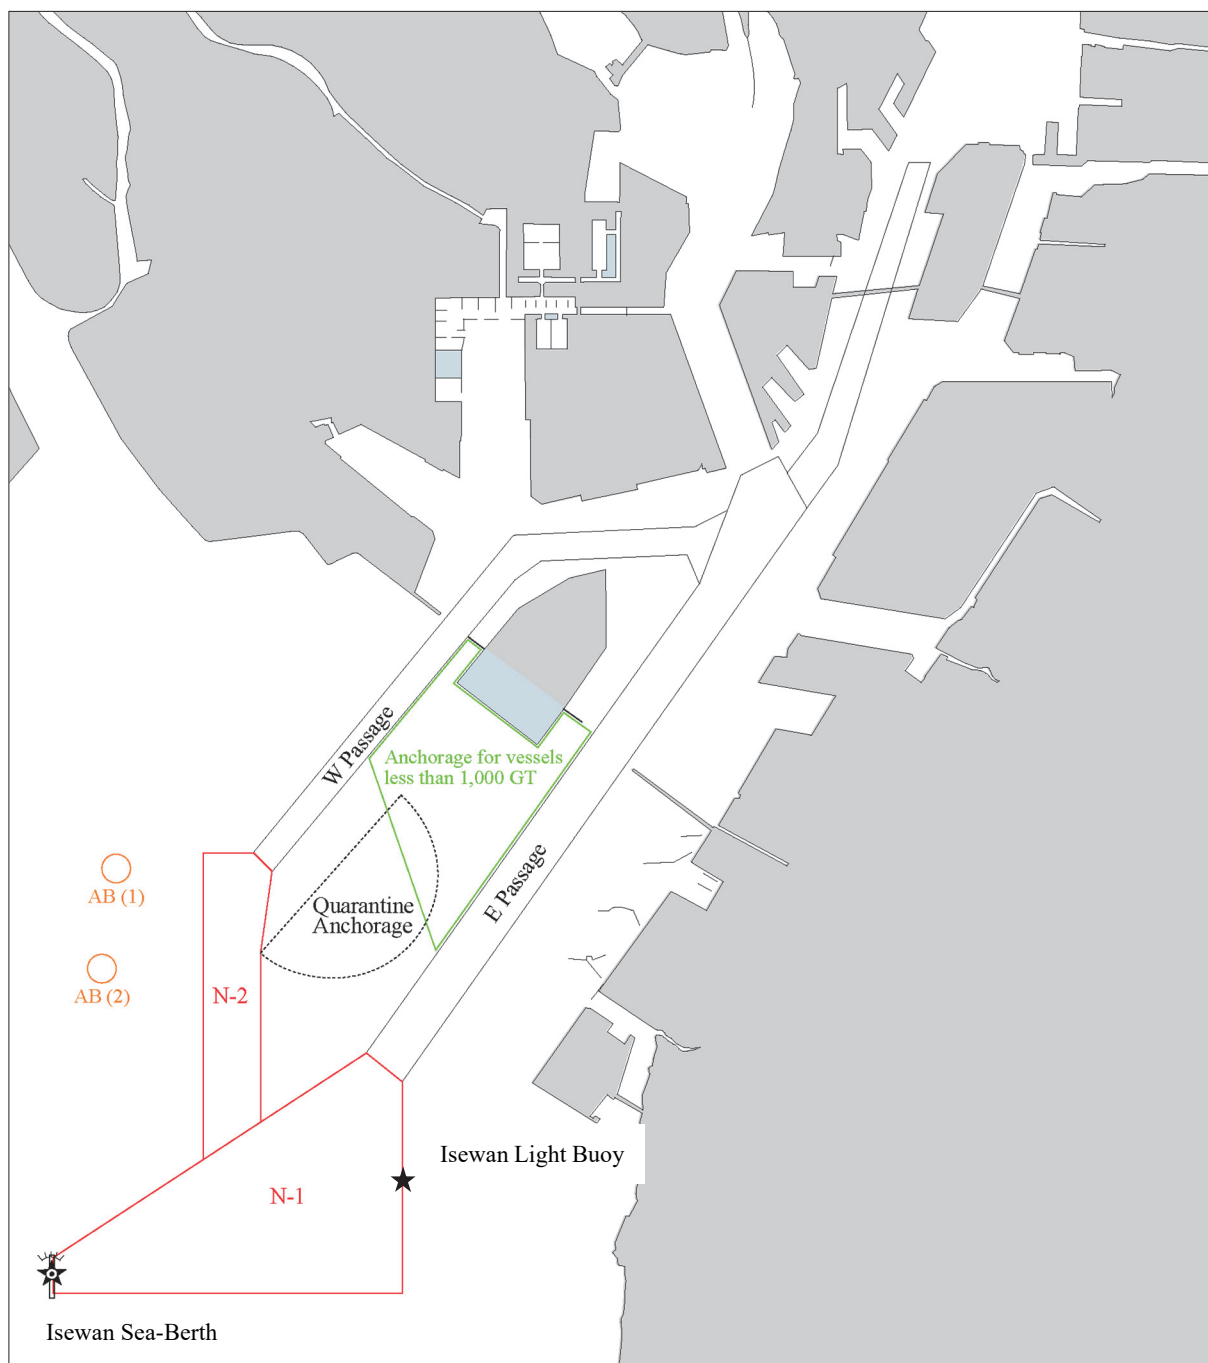 W Passage
Anchorage for vessels
less than 1,000 GT
E Passage
AB (1)
Quarantine
Anchorage
AB (2)
N-2
Isewan Light Buoy
N-1
Isewan Sea-Berth